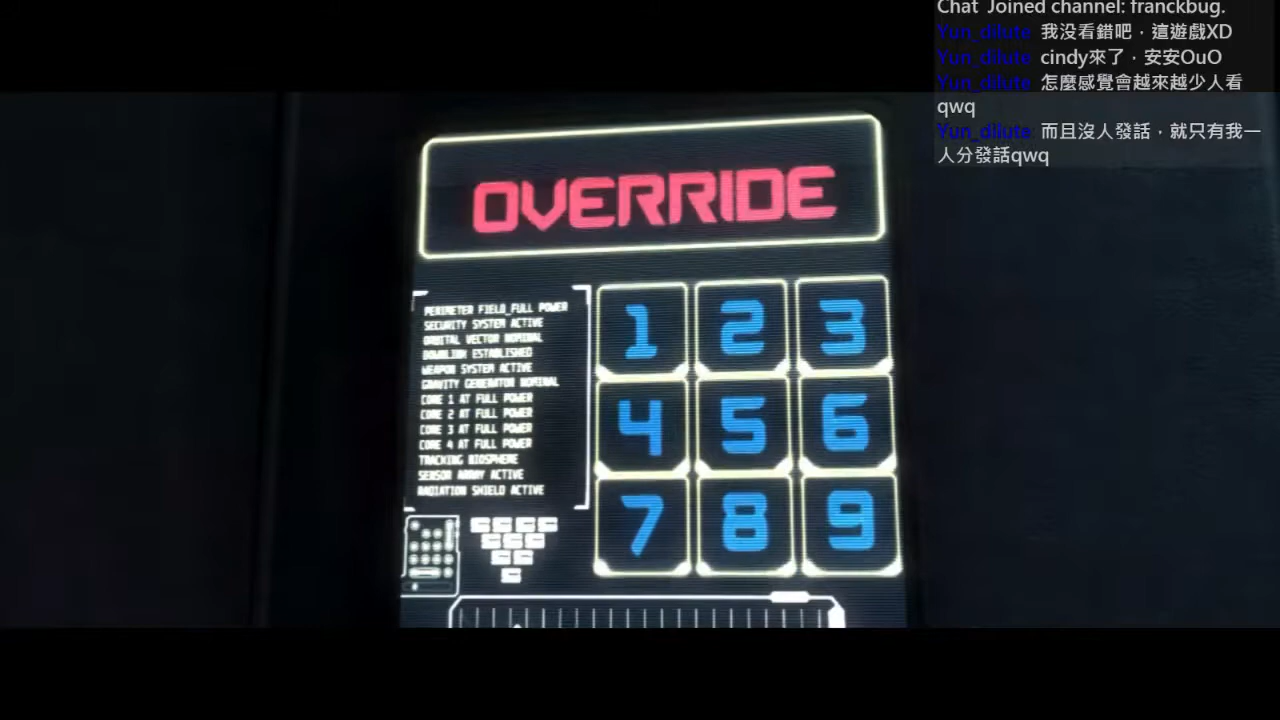 Chat Joined channel: franckbug.
Yun_dilute 我没看錯吧，這遊戲XD
Yun_dilute cindy來了，安安OuO
Yun_dilute 怎麼感覺會越來越少人看
qwq
Yun_dilute: 而且沒人發話，就只有我一
人分發話qwq
OVERRIDE
PERIMETER FIELD_FULL POWER
SECURITY SYSTEM ACTIVE
ORBITAL VECTOR NOMINAL
DOWNLINK ESTABLISHED
WEAPON SYSTEM ACTIVE
GRAVITY GENERATOR NOMINAL
CORE 1 AT FULL POWER
CORE 2 AT FULL POWER
CORE 3 AT FULL POWER
CORE 4 AT FULL POWER
TRACKING BIOSPHERE
SENSOR ARRAY ACTIVE
RADIATION SHIELD ACTIVE
1 2 3
4 5 6
7 8 9